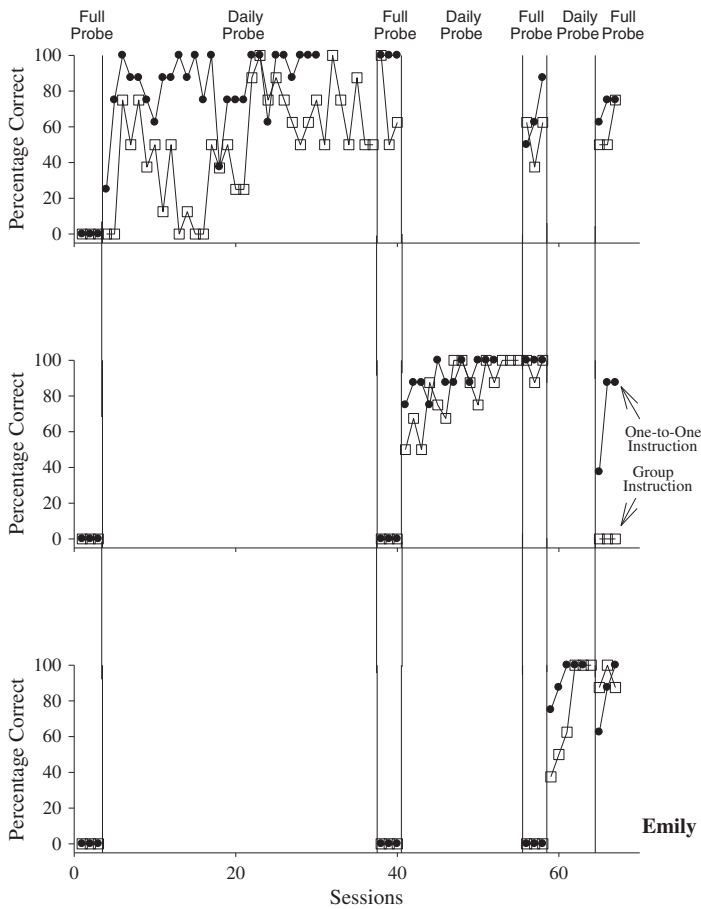 Full Daily Full Daily Full Daily Full
Probe Probe Probe Probe Probe Probe Probe
Percentage Correct
100
80
60
40
20
0
Percentage Correct
100
80
60
40
20
0
One-to-One
Instruction
Group
Instruction
Percentage Correct
100
80
60
40
20
0
Emily
0 20 40 60
Sessions